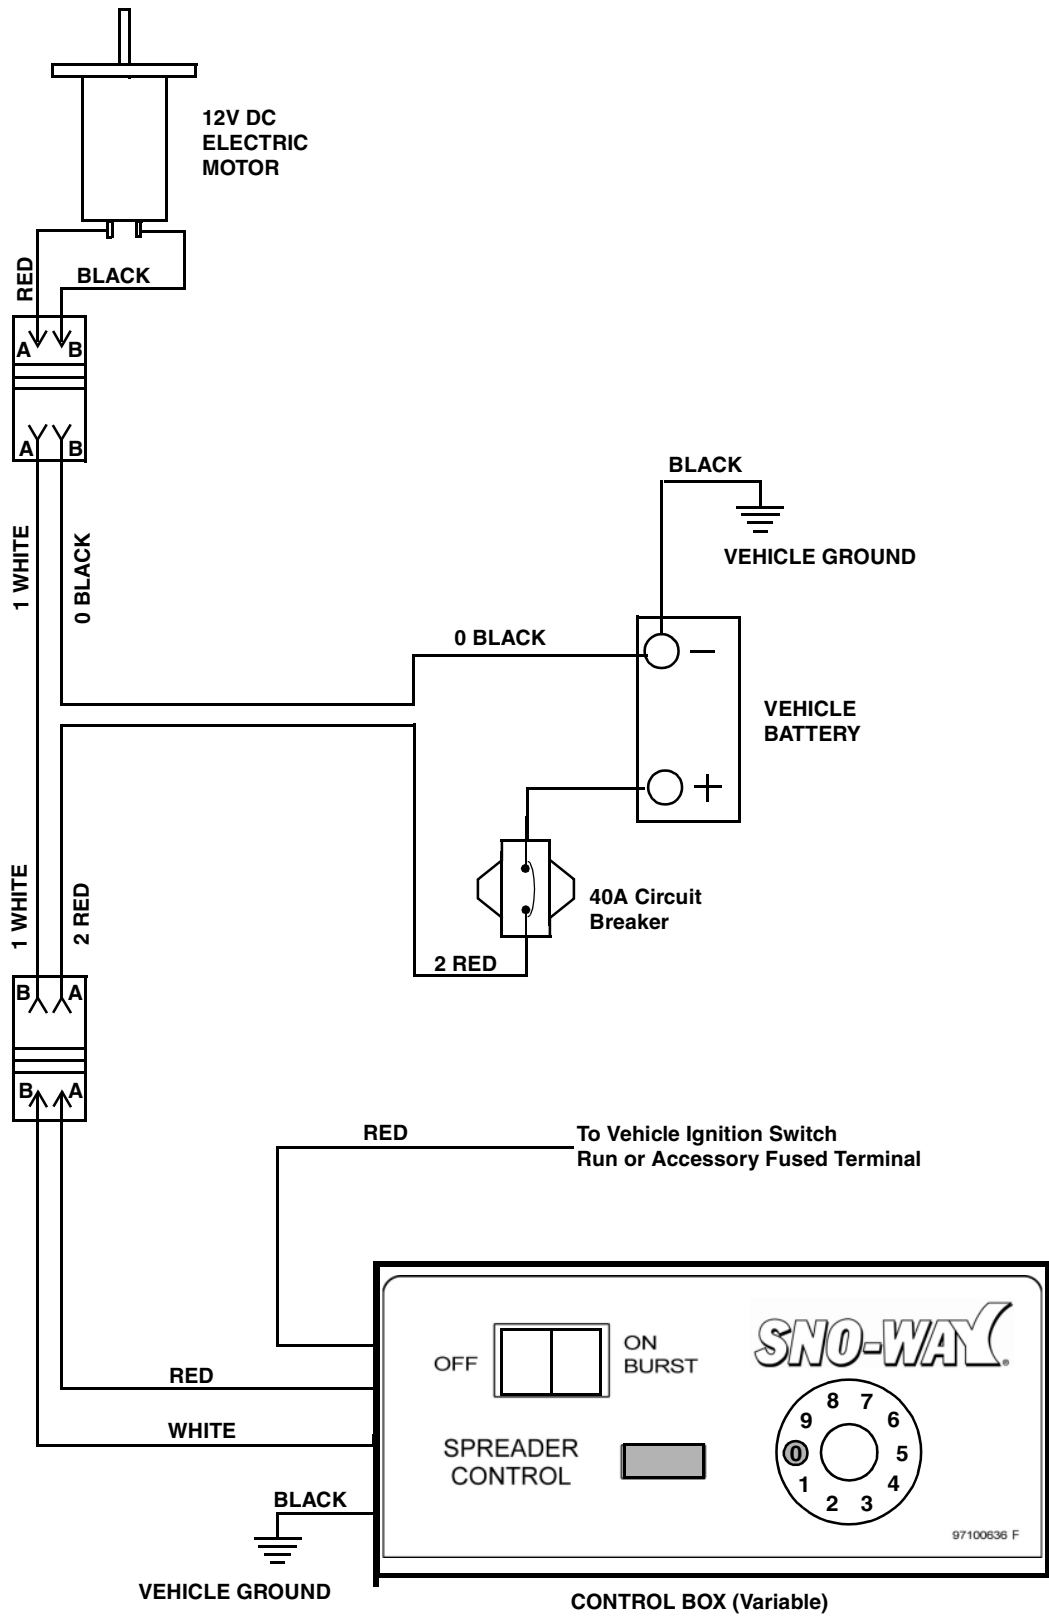 12V DC
ELECTRIC
MOTOR
RED
BLACK
A B
A B
1 WHITE
0 BLACK
BLACK
VEHICLE GROUND
0 BLACK
−
VEHICLE
BATTERY
+
1 WHITE
2 RED
40A Circuit
Breaker
2 RED
B A
B A
RED
To Vehicle Ignition Switch
Run or Accessory Fused Terminal
OFF
ON
BURST
SNO-WAY®
RED
WHITE
SPREADER
CONTROL
8 7
9 6
0 5
1 4
2 3
BLACK
97100636 F
VEHICLE GROUND
CONTROL BOX (Variable)